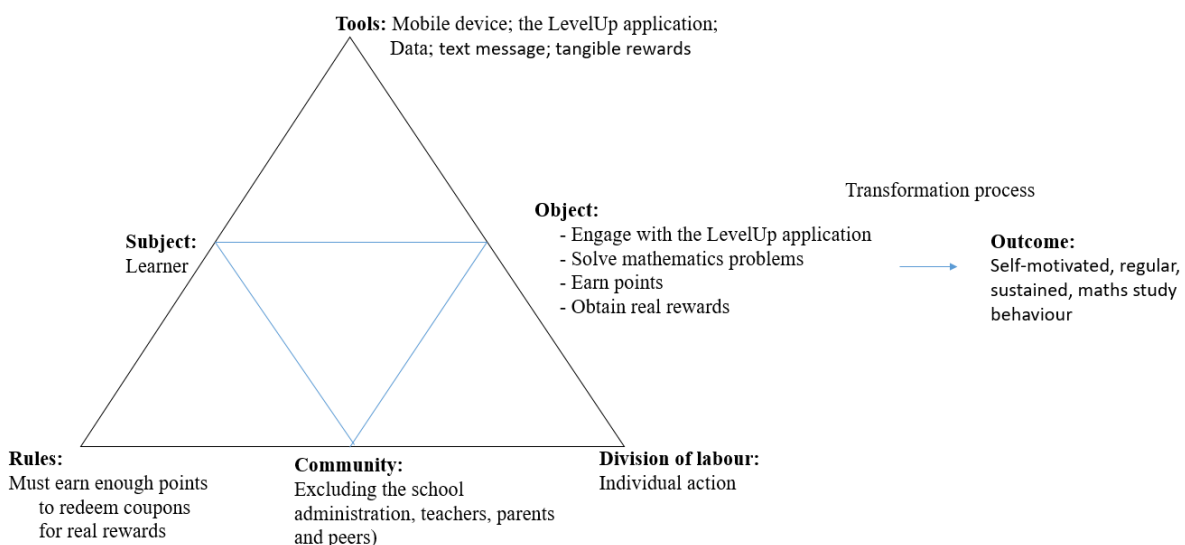 Tools: Mobile device; the LevelUp application;
Data; text message; tangible rewards
Transformation process
Subject:
Learner
Object:
- Engage with the LevelUp application
- Solve mathematics problems
- Earn points
- Obtain real rewards
Outcome:
Self-motivated, regular,
sustained, maths study
behaviour
Rules:
Must earn enough points
to redeem coupons
for real rewards
Community:
Excluding the school
administration, teachers, parents
and peers)
Division of labour:
Individual action